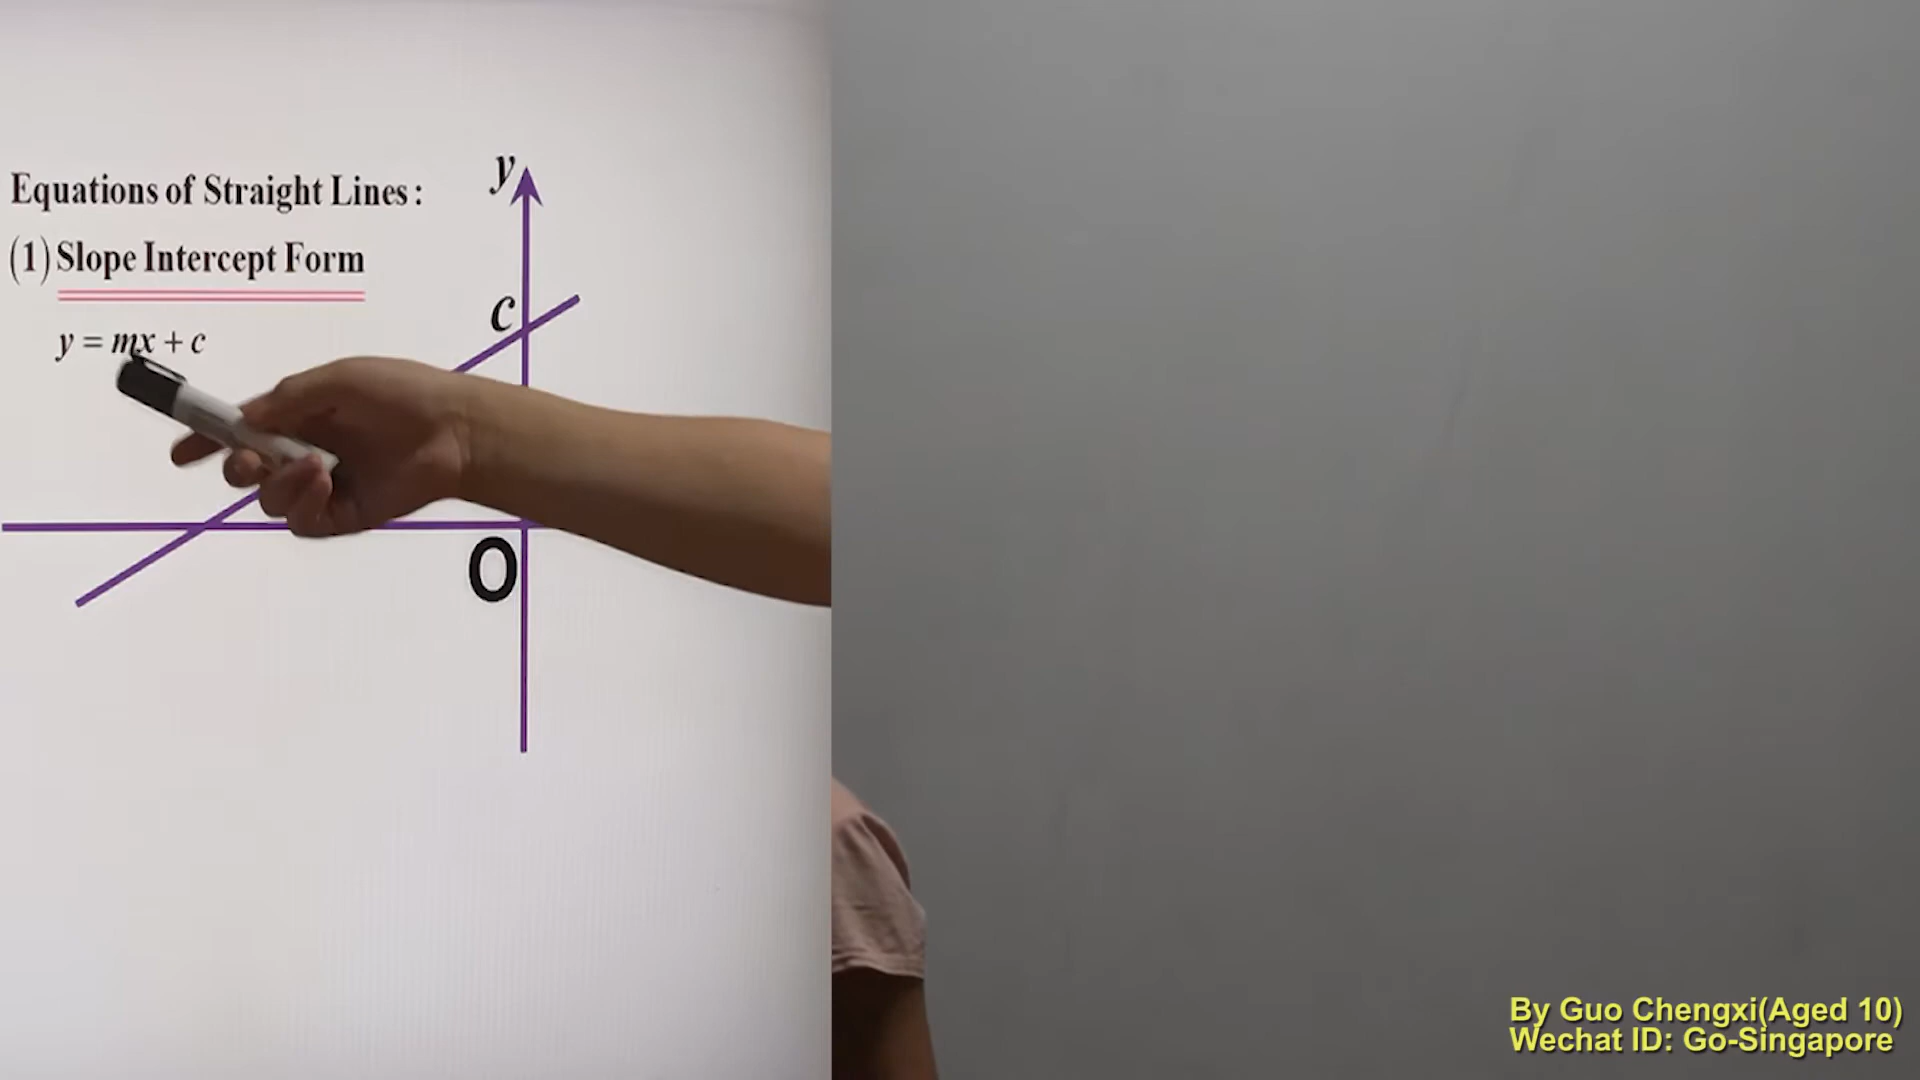 Equations of Straight Lines:
(1) Slope Intercept Form
y = mx + c
y
c
O
By Guo Chengxi(Aged 10)
Wechat ID: Go-Singapore